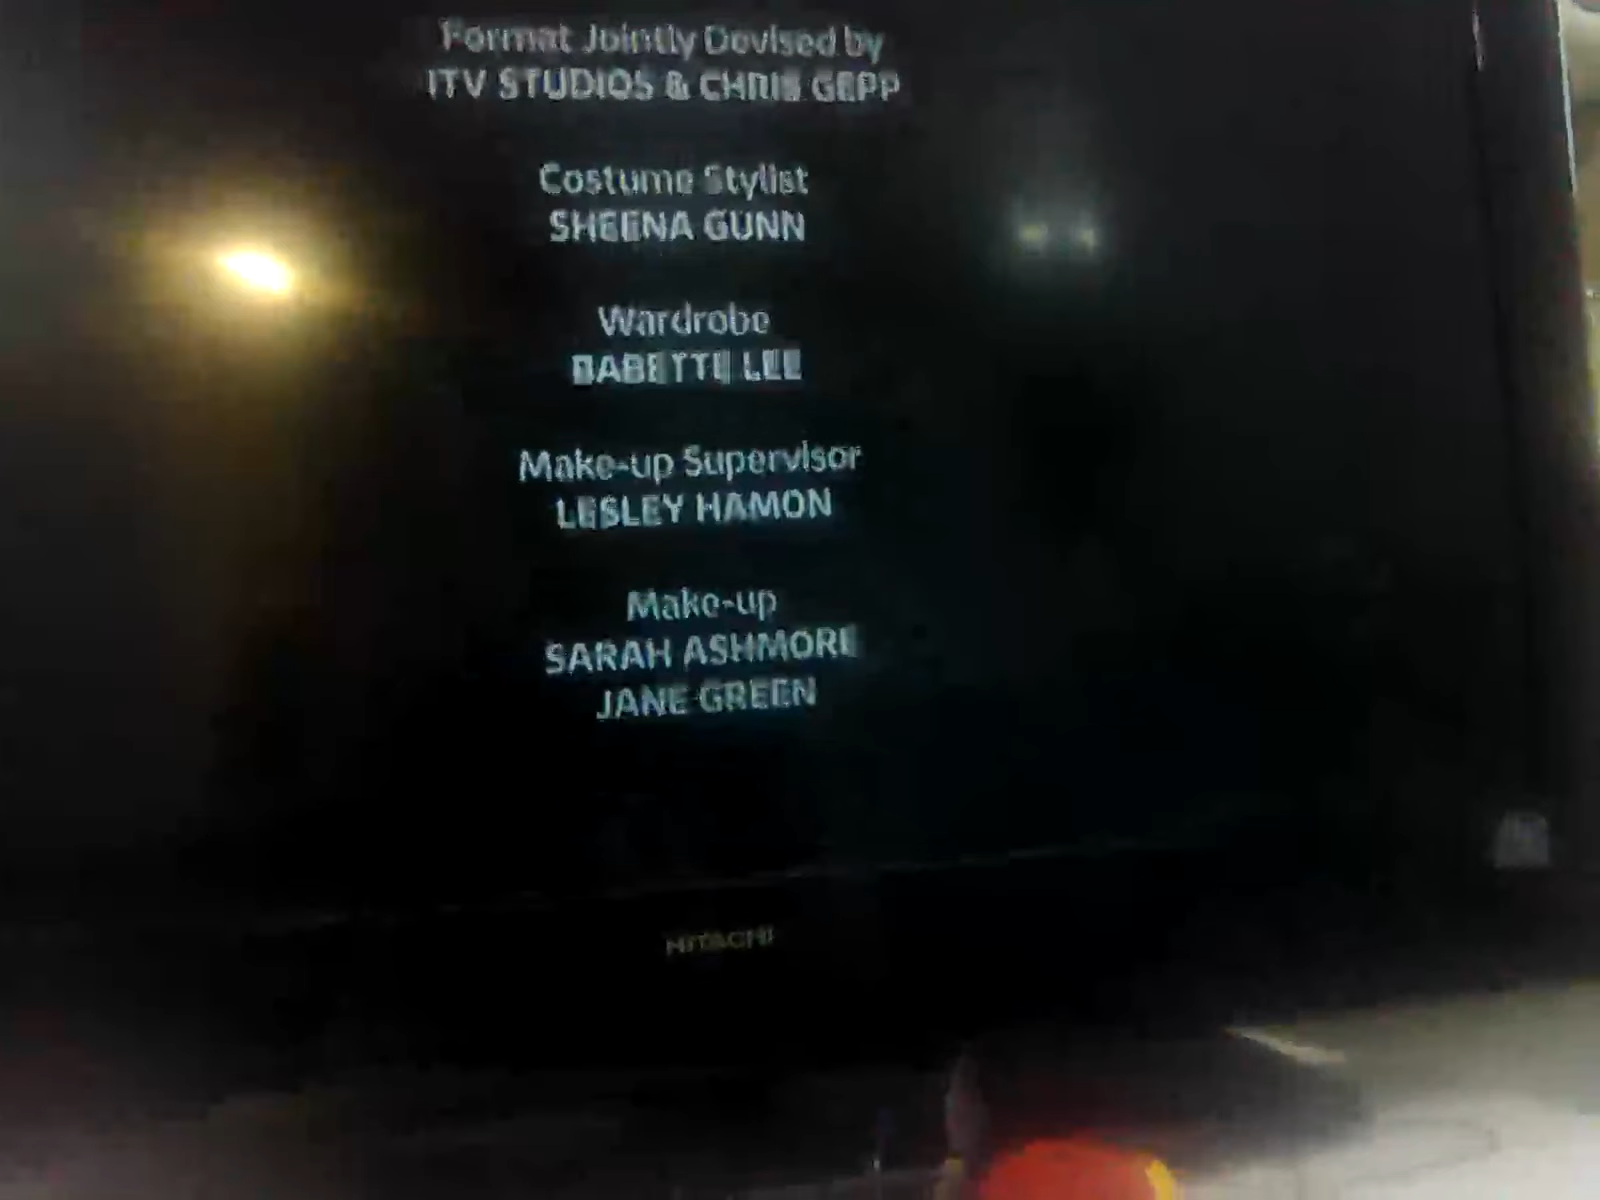 Format Jointly Devised by
ITV STUDIOS & CHRIS GEPP
Costume Stylist
SHEENA GUNN
Wardrobe
BABETTE LEE
Make-up Supervisor
LESLEY HAMON
Make-up
SARAH ASHMORE
JANE GREEN
HITACHI